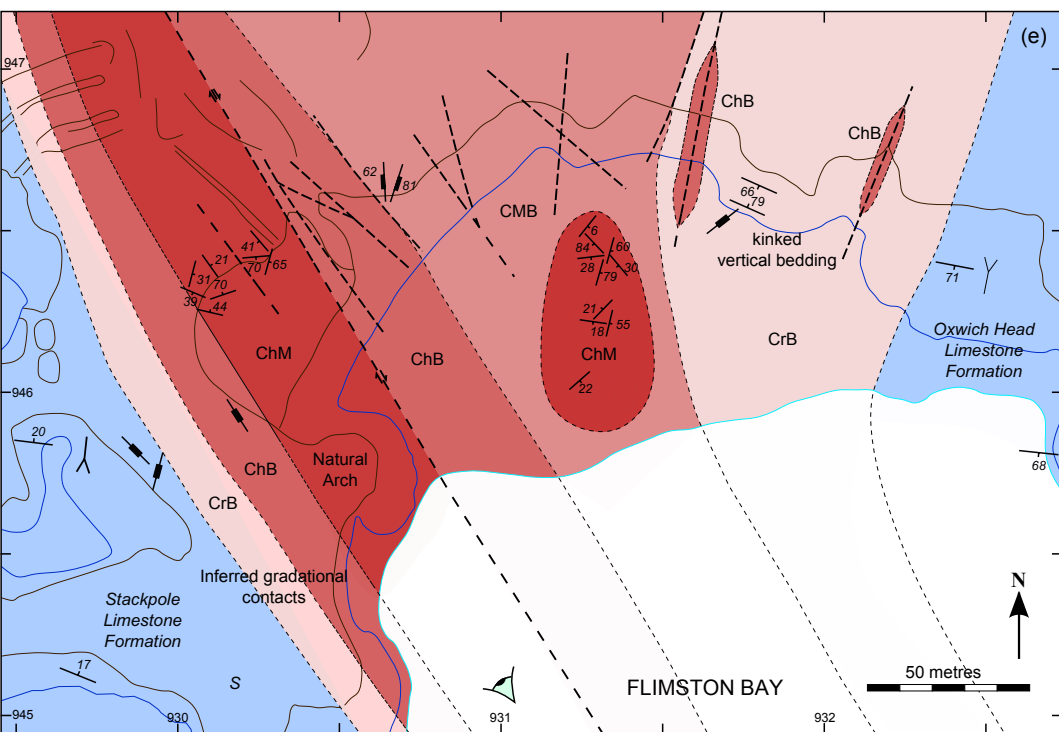 (e)
947
ChB
ChB
62
81
66
79
CMB
kinked
vertical bedding
6
84
60
28
30
79
41
21
70
65
31
70
39
44
71
21
18
55
Oxwich Head
Limestone
Formation
ChM
ChB
ChM
CrB
22
946
20
Natural
Arch
ChB
68
CrB
Inferred gradational
contacts
Stackpole
Limestone
Formation
N
17
S
50 metres
FLIMSTON BAY
945
930
931
932